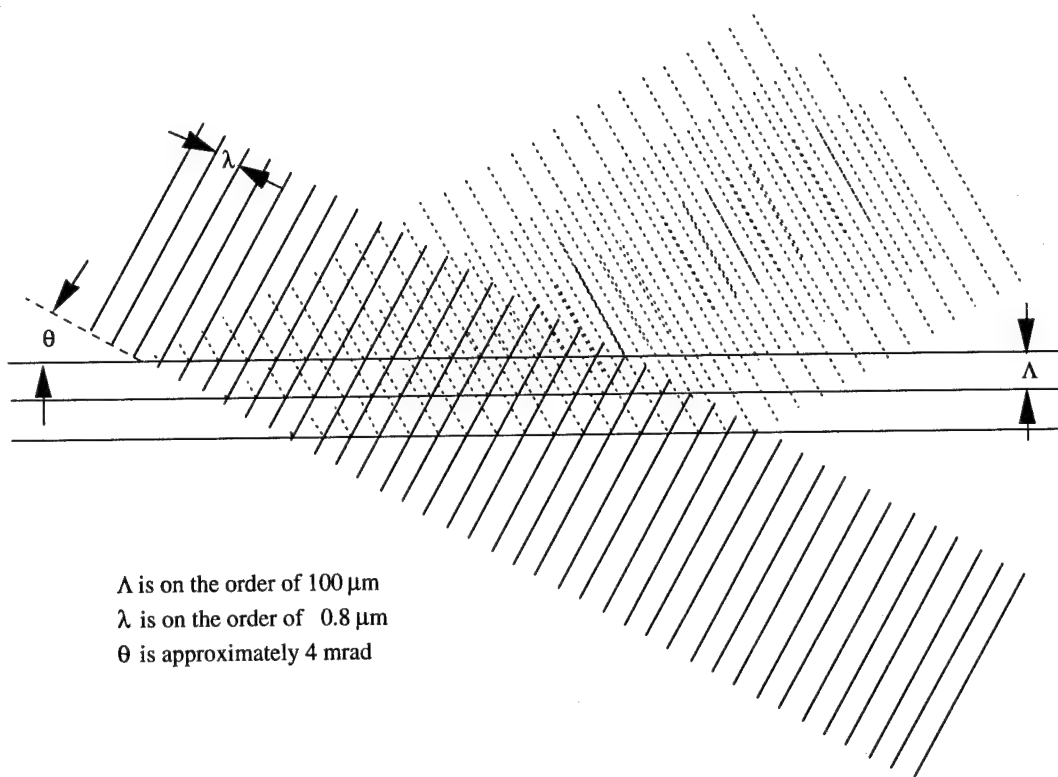 λ
θ
Λ
Λ is on the order of 100 μm
λ is on the order of 0.8 μm
θ is approximately 4 mrad